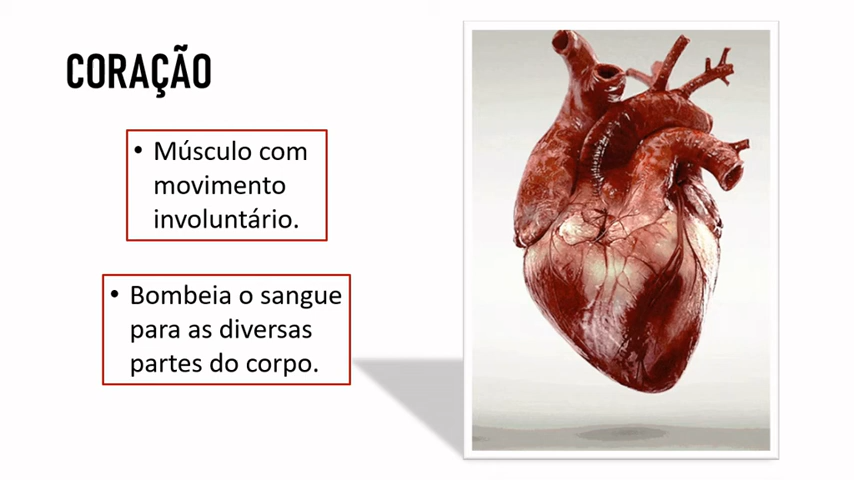 CORAÇÃO
• Músculo com
movimento
involuntário.
• Bombeia o sangue
para as diversas
partes do corpo.